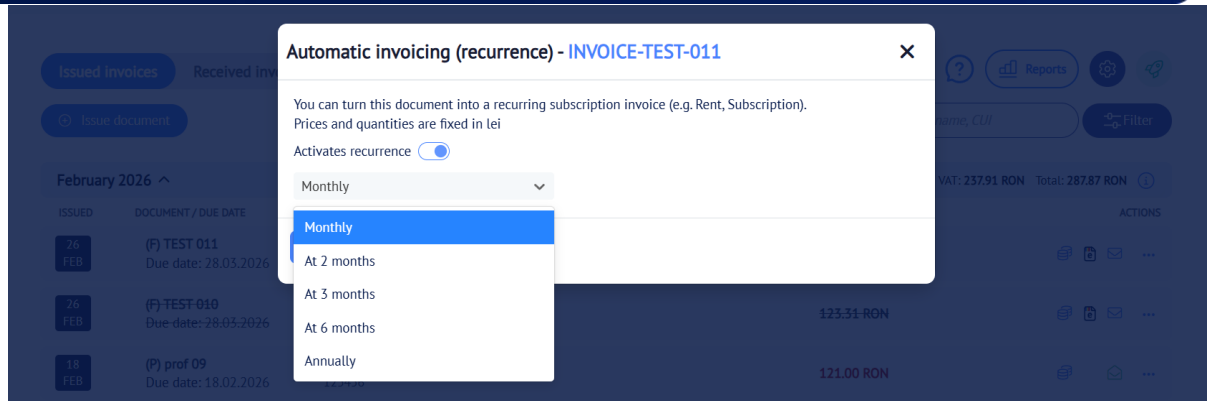 Automatic invoicing (recurrence) - INVOICE-TEST-011
Issued invoices Received inv
Reports
You can turn this document into a recurring subscription invoice (e.g. Rent, Subscription).
Prices and quantities are fixed in lei
Issue document
name, CUI
Filter
Activates recurrence
February 2026
Monthly
VAT: 237.91 RON Total: 287.87 RON
ISSUED DOCUMENT / DUE DATE
ACTIONS
Monthly
26 FEB
(F) TEST 011
Due date: 28.03.2026
At 2 months
At 3 months
26 FEB
(F) TEST 010
Due date: 28.03.2026
123.31 RON
At 6 months
Annually
18 FEB
(P) prof 09
Due date: 18.02.2026
121.00 RON